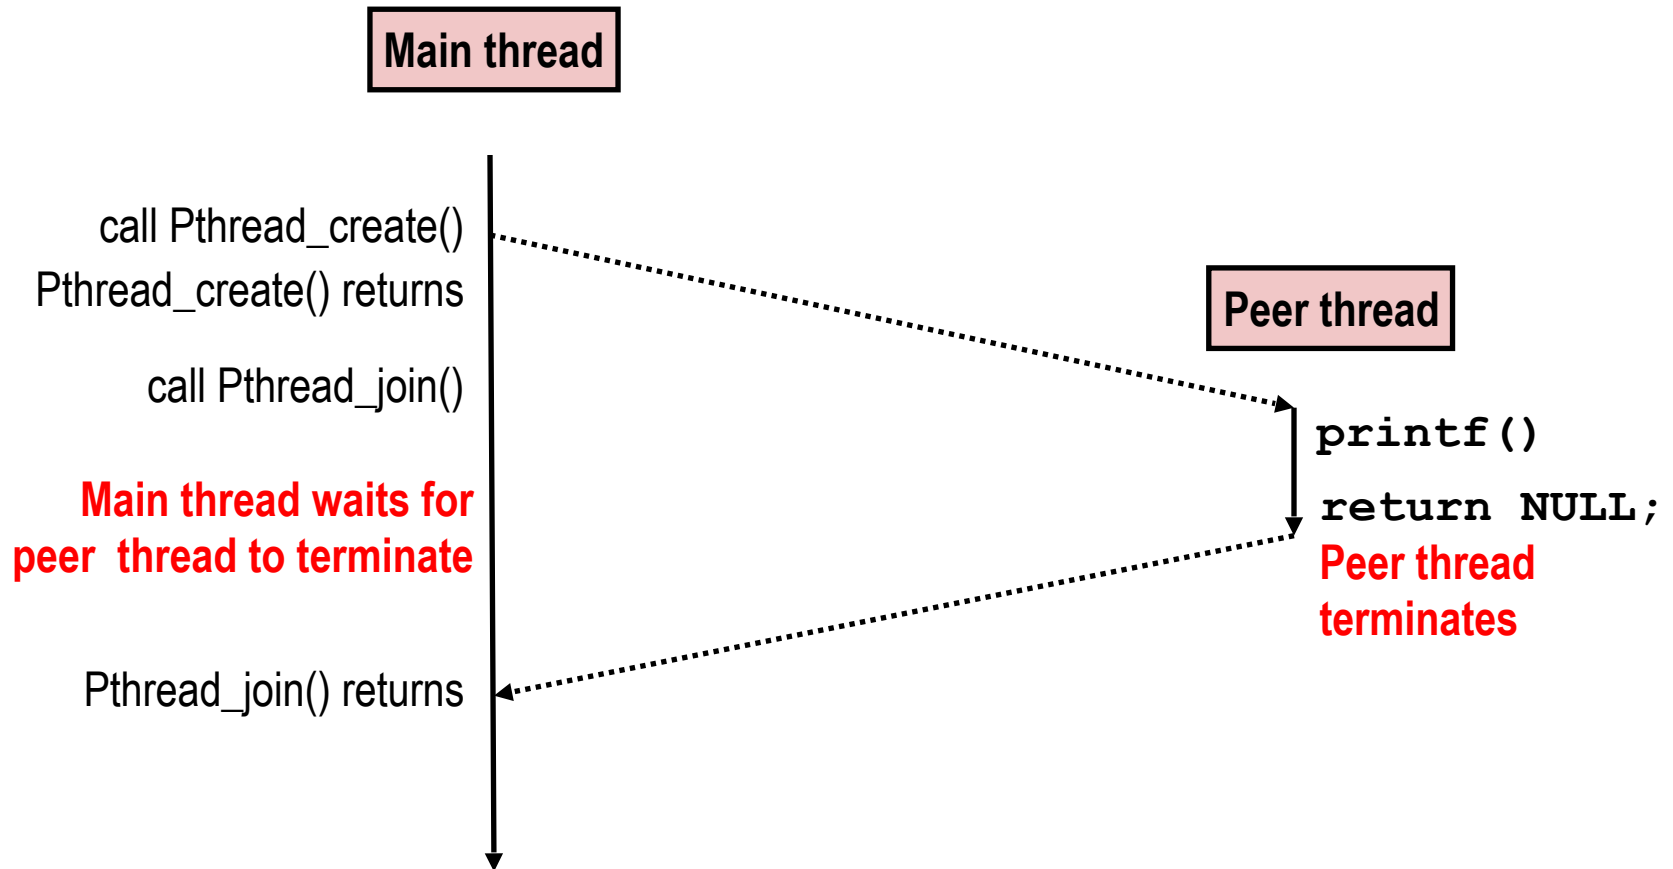 Main thread
call Pthread_create()
Pthread_create() returns
Peer thread
call Pthread_join()
printf()
Main thread waits for
peer  thread to terminate
return NULL;
Peer thread
terminates
Pthread_join() returns